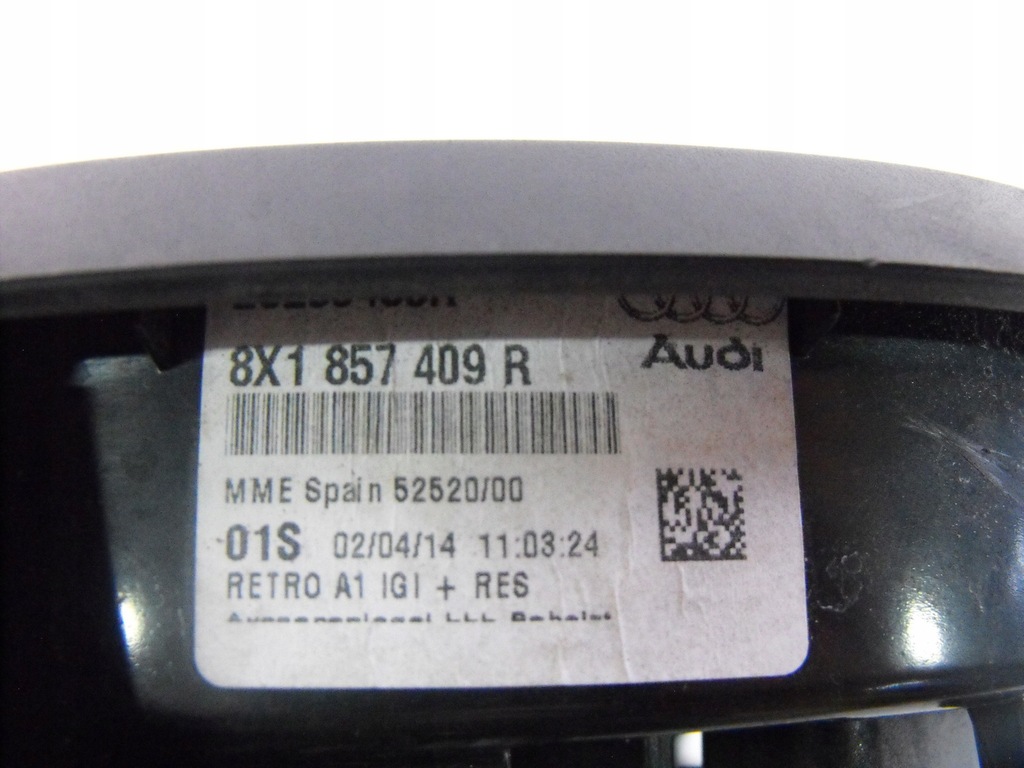 8X1 857 409 R
Audi
MME Spain 52520/00
01S 02/04/14 11:03:24
RETRO A1 IGI + RES